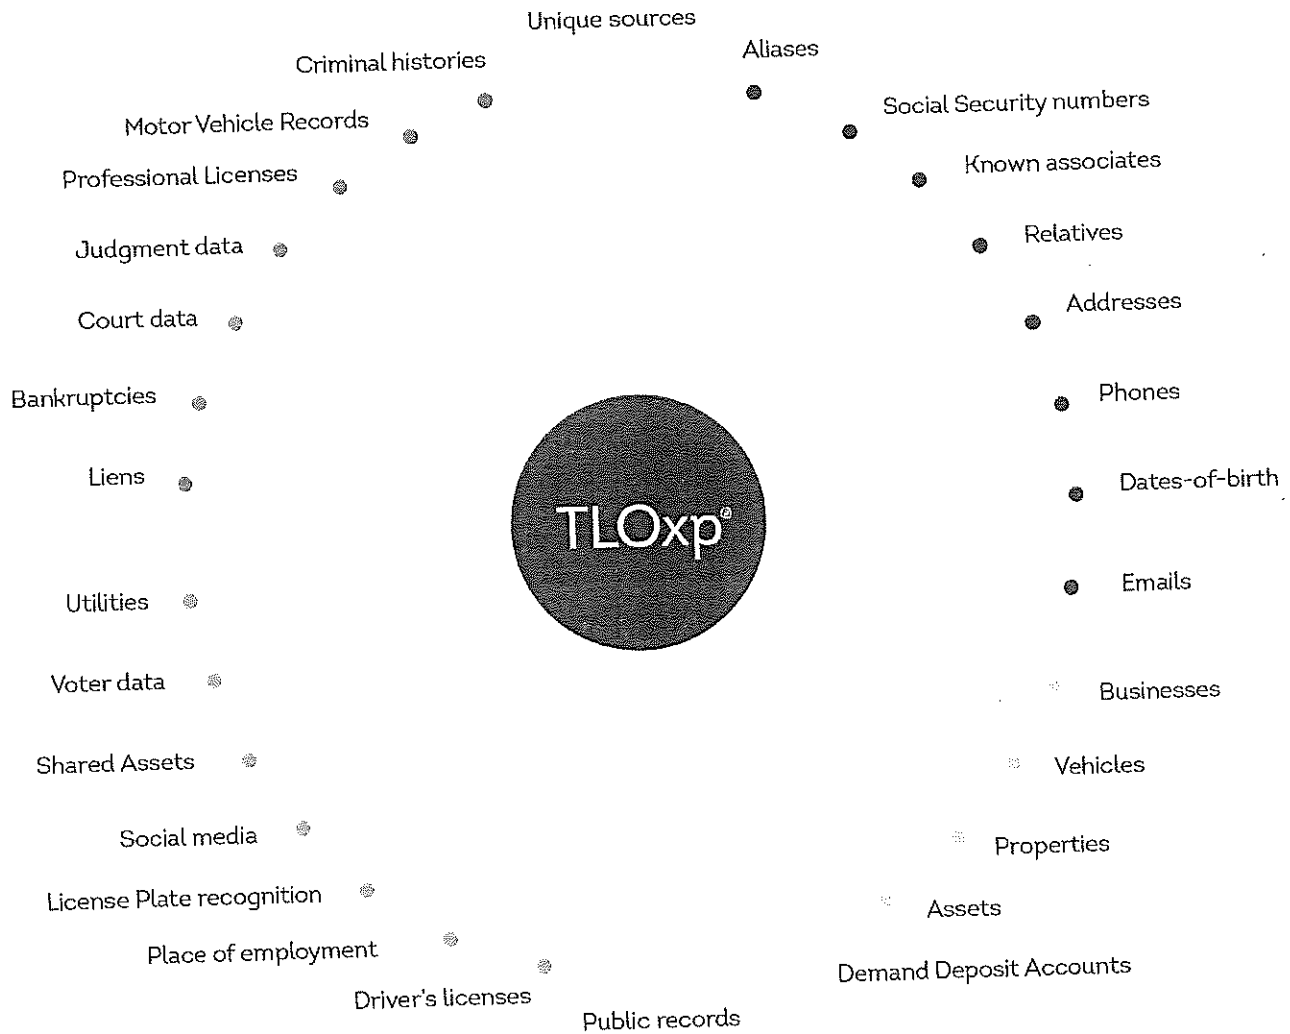 Unique sources
Aliases
Social Security numbers
Known associates
Relatives
Addresses
Phones
Dates-of-birth
Emails
Businesses
Vehicles
Properties
Assets
Demand Deposit Accounts
Public records
Driver's licenses
Place of employment
License Plate recognition
Social media
Shared Assets
Voter data
Utilities
Liens
Bankruptcies
Court data
Judgment data
Professional Licenses
Motor Vehicle Records
Criminal histories
TLOxp®